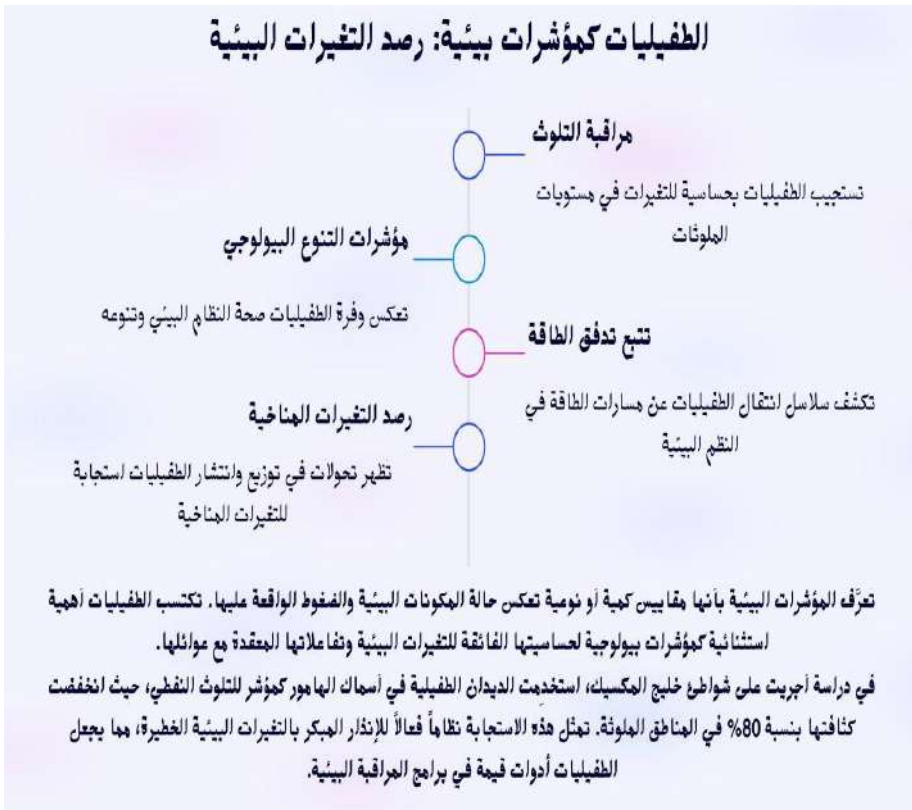 الطفيليات كمؤشرات بيئية: رصد التغيرات البيئية
مراقبة التلوث
تستجيب الطفيليات بحساسية للتغيرات في مستويات
الملوثات
مؤشرات التنوع البيولوجي
تعكس وفرة الطفيليات صحة النظام البيئي وتنوعه
تتبع تدفق الطاقة
تكشف سلاسل انتقال الطفيليات عن مسارات الطاقة في
النظم البيئية
رصد التغيرات المناخية
تظهر تحولات في توزيع وانتشار الطفيليات استجابة
للتغيرات المناخية
تعرَّف المؤشرات البيئية بأنها مقاييس كمية أو نوعية تعكس حالة المكونات البيئية والضغوط الواقعة عليها. تكتسب الطفيليات أهمية
استثنائية كمؤشرات بيولوجية لحساسيتها الفائقة للتغيرات البيئية وتفاعلاتها المعقدة مع عوائلها.
في دراسة أجريت على شواطئ خليج المكسيك، استخدمت الديدان الطفيلية في أسماك الهامور كمؤشر للتلوث النفطي، حيث انخفضت
كثافتها بنسبة 80% في المناطق الملوثة. تمثل هذه الاستجابة نظاماً فعالاً للإنذار المبكر بالتغيرات البيئية الخطيرة، مما يجعل
الطفيليات أدوات قيمة في برامج المراقبة البيئية.